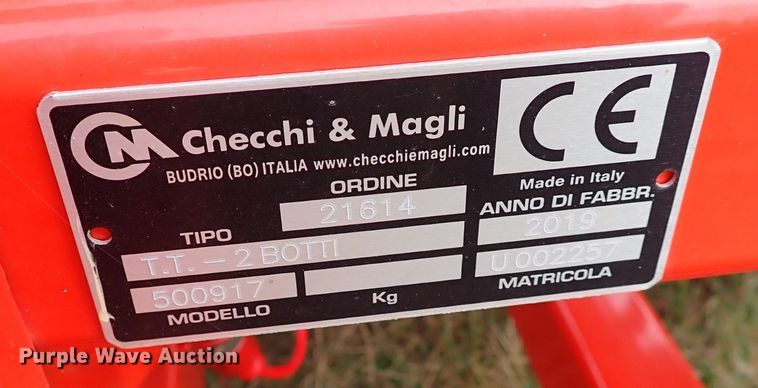 CM Checchi & Magli
BUDRIO (BO) ITALIA www.checchiemagli.com
CE
Made in Italy
ORDINE
21614
ANNO DI FABBR.
2019
TIPO
T.T. - 2 BOTTI
U 002257
MATRICOLA
500917
MODELLO
Kg
Purple Wave Auction